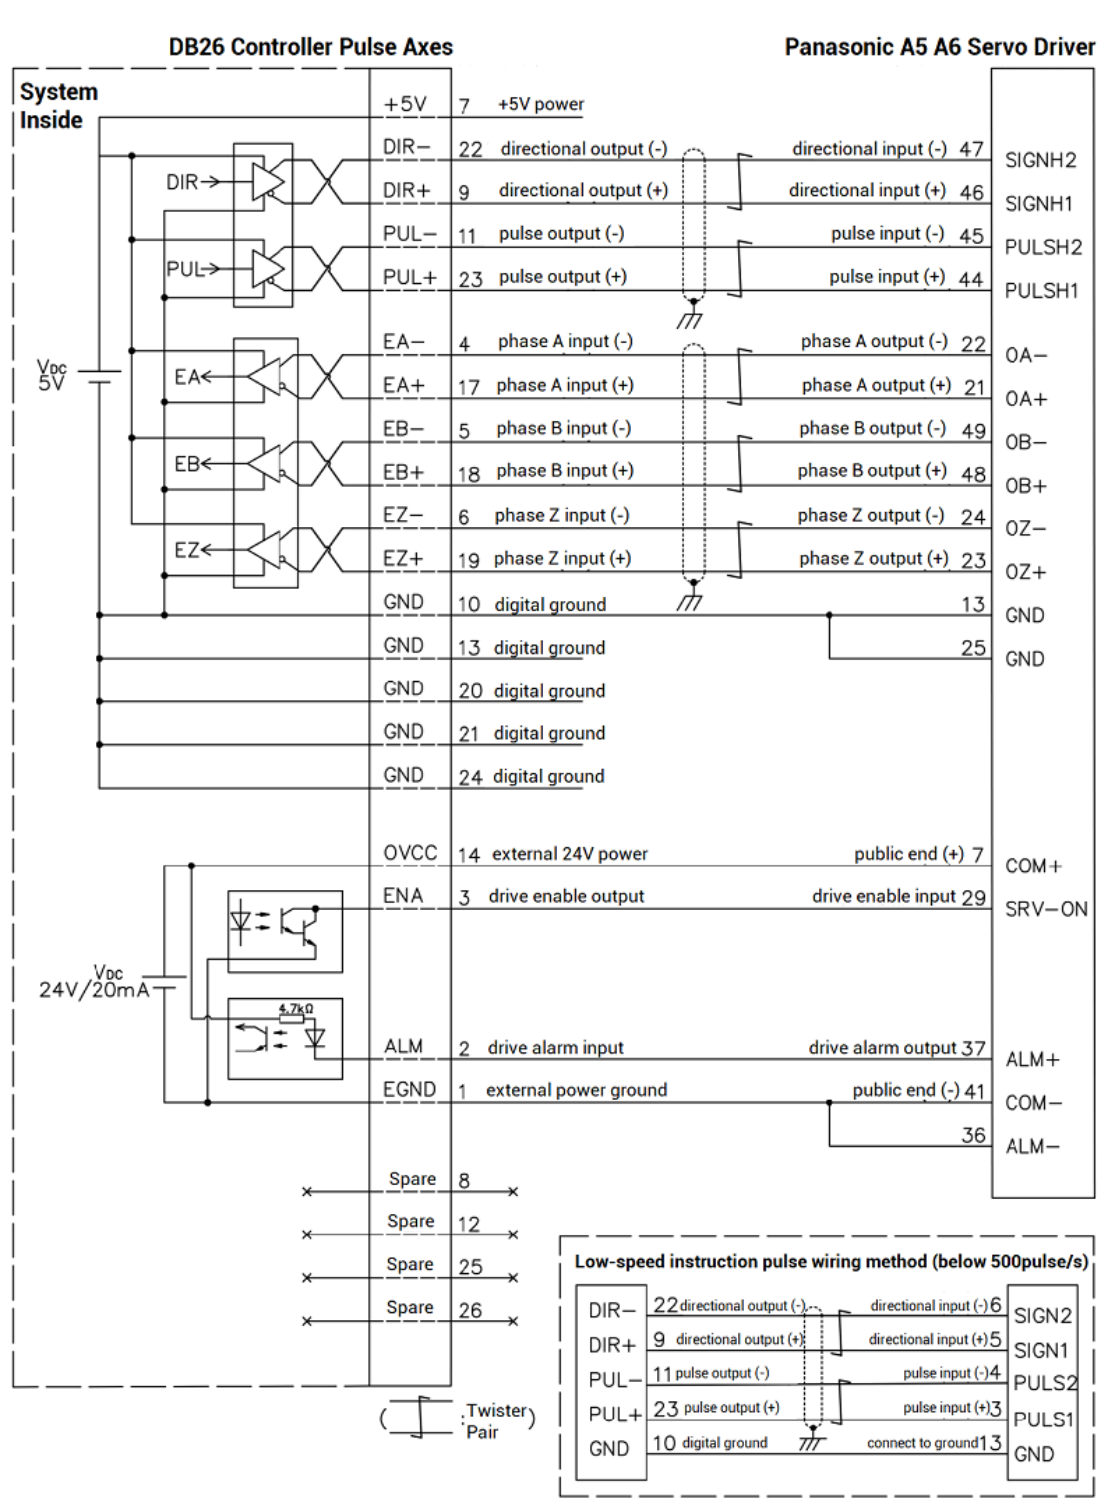 DB26 Controller Pulse Axes
Panasonic A5 A6 Servo Driver
System
Inside
+5V 7 +5V power
DIR− 22 directional output (-) directional input (-) 47 SIGNH2
DIR→
DIR+ 9 directional output (+) directional input (+) 46 SIGNH1
PUL− 11 pulse output (-) pulse input (-) 45 PULSH2
PUL→
PUL+ 23 pulse output (+) pulse input (+) 44 PULSH1
EA− 4 phase A input (-) phase A output (-) 22 OA−
VDC
5V
EA←
EA+ 17 phase A input (+) phase A output (+) 21 OA+
EB− 5 phase B input (-) phase B output (-) 49 OB−
EB←
EB+ 18 phase B input (+) phase B output (+) 48 OB+
EZ− 6 phase Z input (-) phase Z output (-) 24 OZ−
EZ←
EZ+ 19 phase Z input (+) phase Z output (+) 23 OZ+
GND 10 digital ground 13 GND
GND 13 digital ground 25 GND
GND 20 digital ground
GND 21 digital ground
GND 24 digital ground
OVCC 14 external 24V power public end (+) 7 COM+
ENA 3 drive enable output drive enable input 29 SRV−ON
VDC
24V/20mA
4.7kΩ
ALM 2 drive alarm input drive alarm output 37 ALM+
EGND 1 external power ground public end (-) 41 COM−
36 ALM−
Spare 8
Spare 12
Spare 25
Spare 26
( : Twister )
Pair
Low-speed instruction pulse wiring method (below 500pulse/s)
DIR− 22 directional output (-) directional input (-) 6 SIGN2
DIR+ 9 directional output (+) directional input (+) 5 SIGN1
PUL− 11 pulse output (-) pulse input (-) 4 PULS2
PUL+ 23 pulse output (+) pulse input (+) 3 PULS1
GND 10 digital ground connect to ground 13 GND